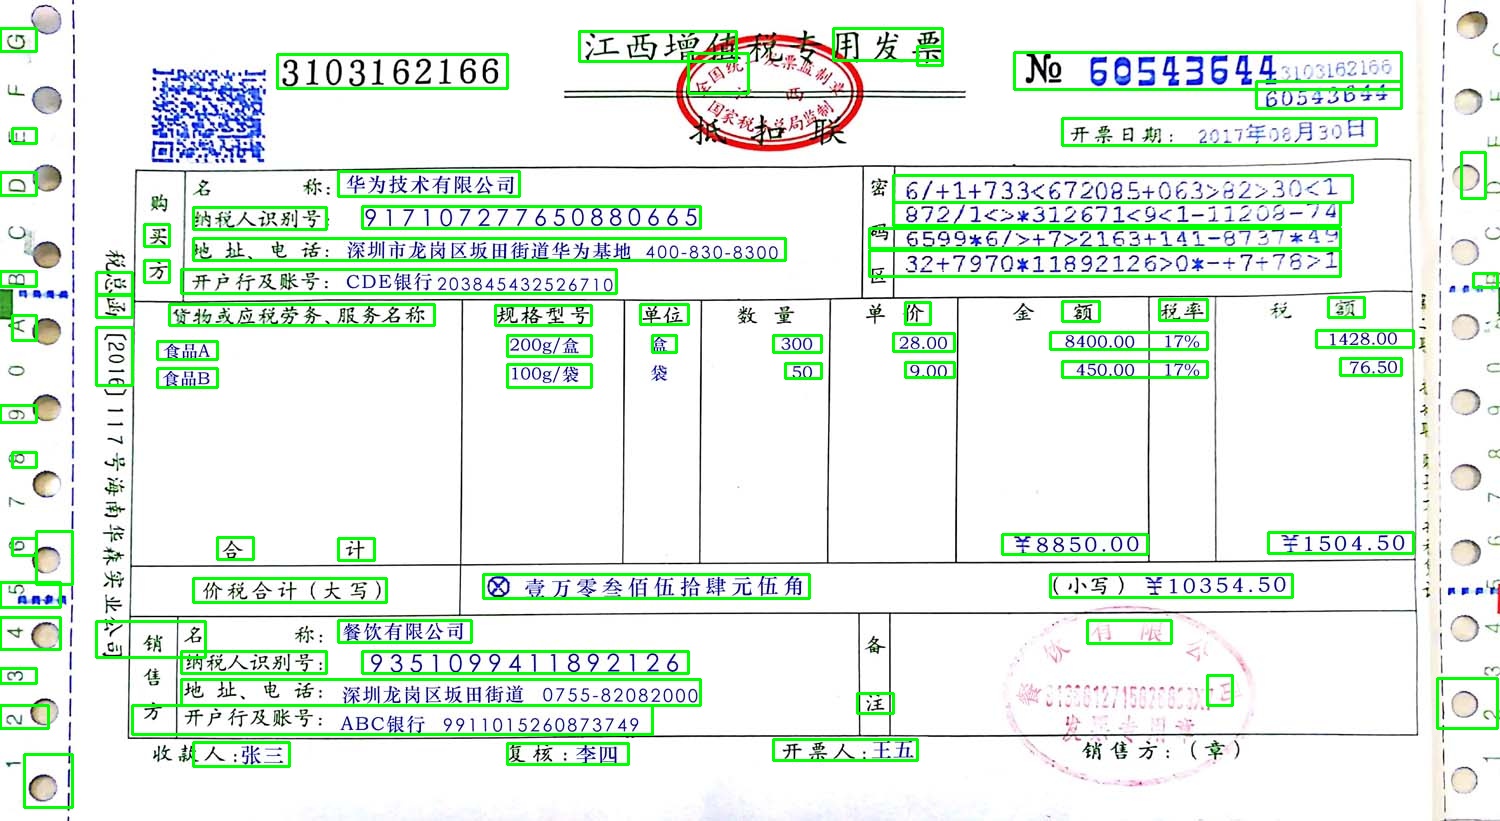 江西增值税专用发票
3103162166
№ 60543644
3103162166
60543644
全国统一发票监制章
江西
国家税务总局监制
抵扣联
开票日期: 2017年08月30日
购买方
名 称: 华为技术有限公司
纳税人识别号: 917107277650880665
地址、电话: 深圳市龙岗区坂田街道华为基地 400-830-8300
开户行及账号: CDE银行 203845432526710
密码区
6/+1+733<672085+063>82>30<1
872/1<>*312671<9<1-11208-74
6599*6/>+7>2163+141-8737*49
32+7970*11892126>0*-+7+78>1
货物或应税劳务、服务名称 规格型号 单位 数量 单价 金额 税率 税额
食品A 200g/盒 盒 300 28.00 8400.00 17% 1428.00
食品B 100g/袋 袋 50 9.00 450.00 17% 76.50
合 计 ¥8850.00 ¥1504.50
价税合计（大写） ⊗ 壹万零叁佰伍拾肆元伍角 （小写）¥10354.50
销售方
名 称: 餐饮有限公司
纳税人识别号: 9351099411892126
地址、电话: 深圳龙岗区坂田街道 0755-82082000
开户行及账号: ABC银行 9911015260873749
备注
餐饮有限公
发票专用章
收款人:张三 复核:李四 开票人:王五 销售方:（章）
税总函[2016]117号海南华森实业公司
G
F
E
D
C
B
A
0
9
8
7
6
5
4
3
2
1